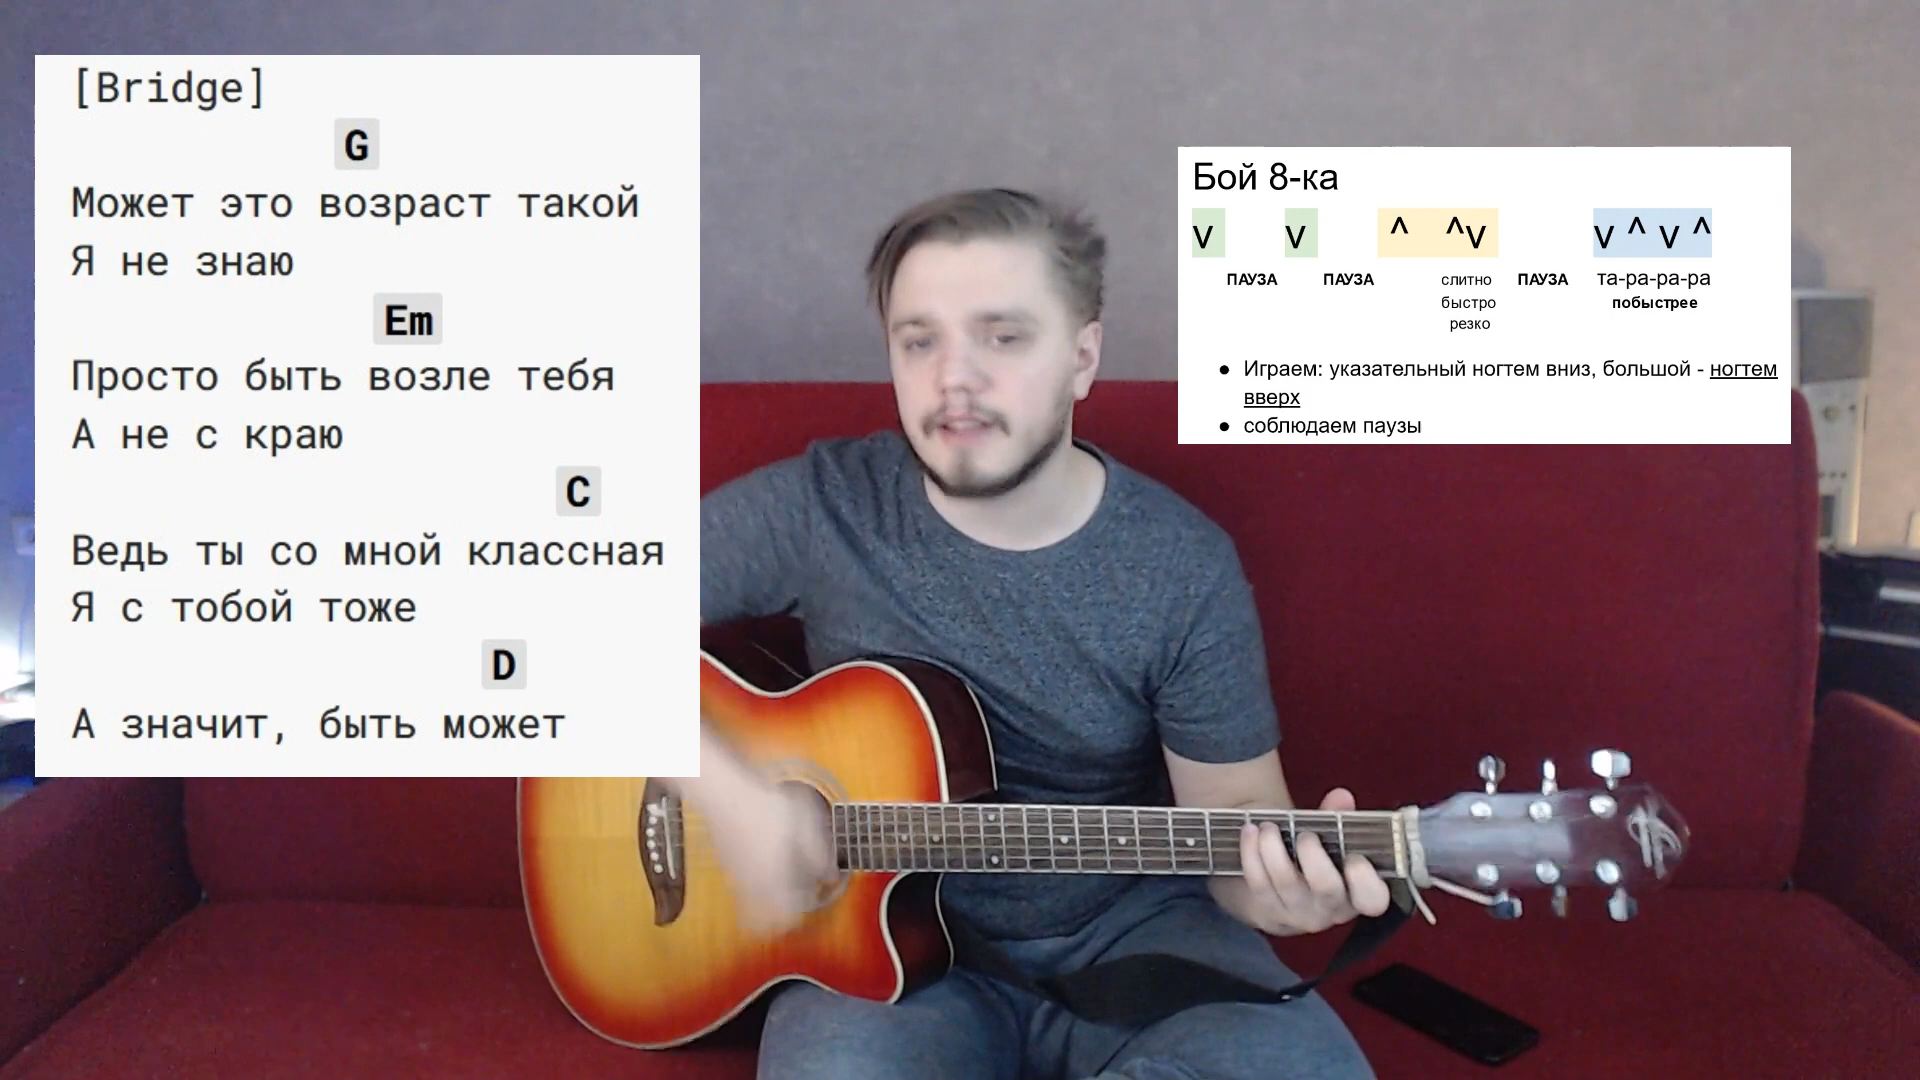 [Bridge]
G
Может это возраст такой
Я не знаю
Em
Просто быть возле тебя
А не с краю
C
Ведь ты со мной классная
Я с тобой тоже
D
А значит, быть может
Бой 8-ка
V V ^ ^V V ^ V ^
ПАУЗА ПАУЗА слитно ПАУЗА та-ра-ра-ра
быстро побыстрее
резко
● Играем: указательный ногтем вниз, большой - ногтем
вверх
● соблюдаем паузы